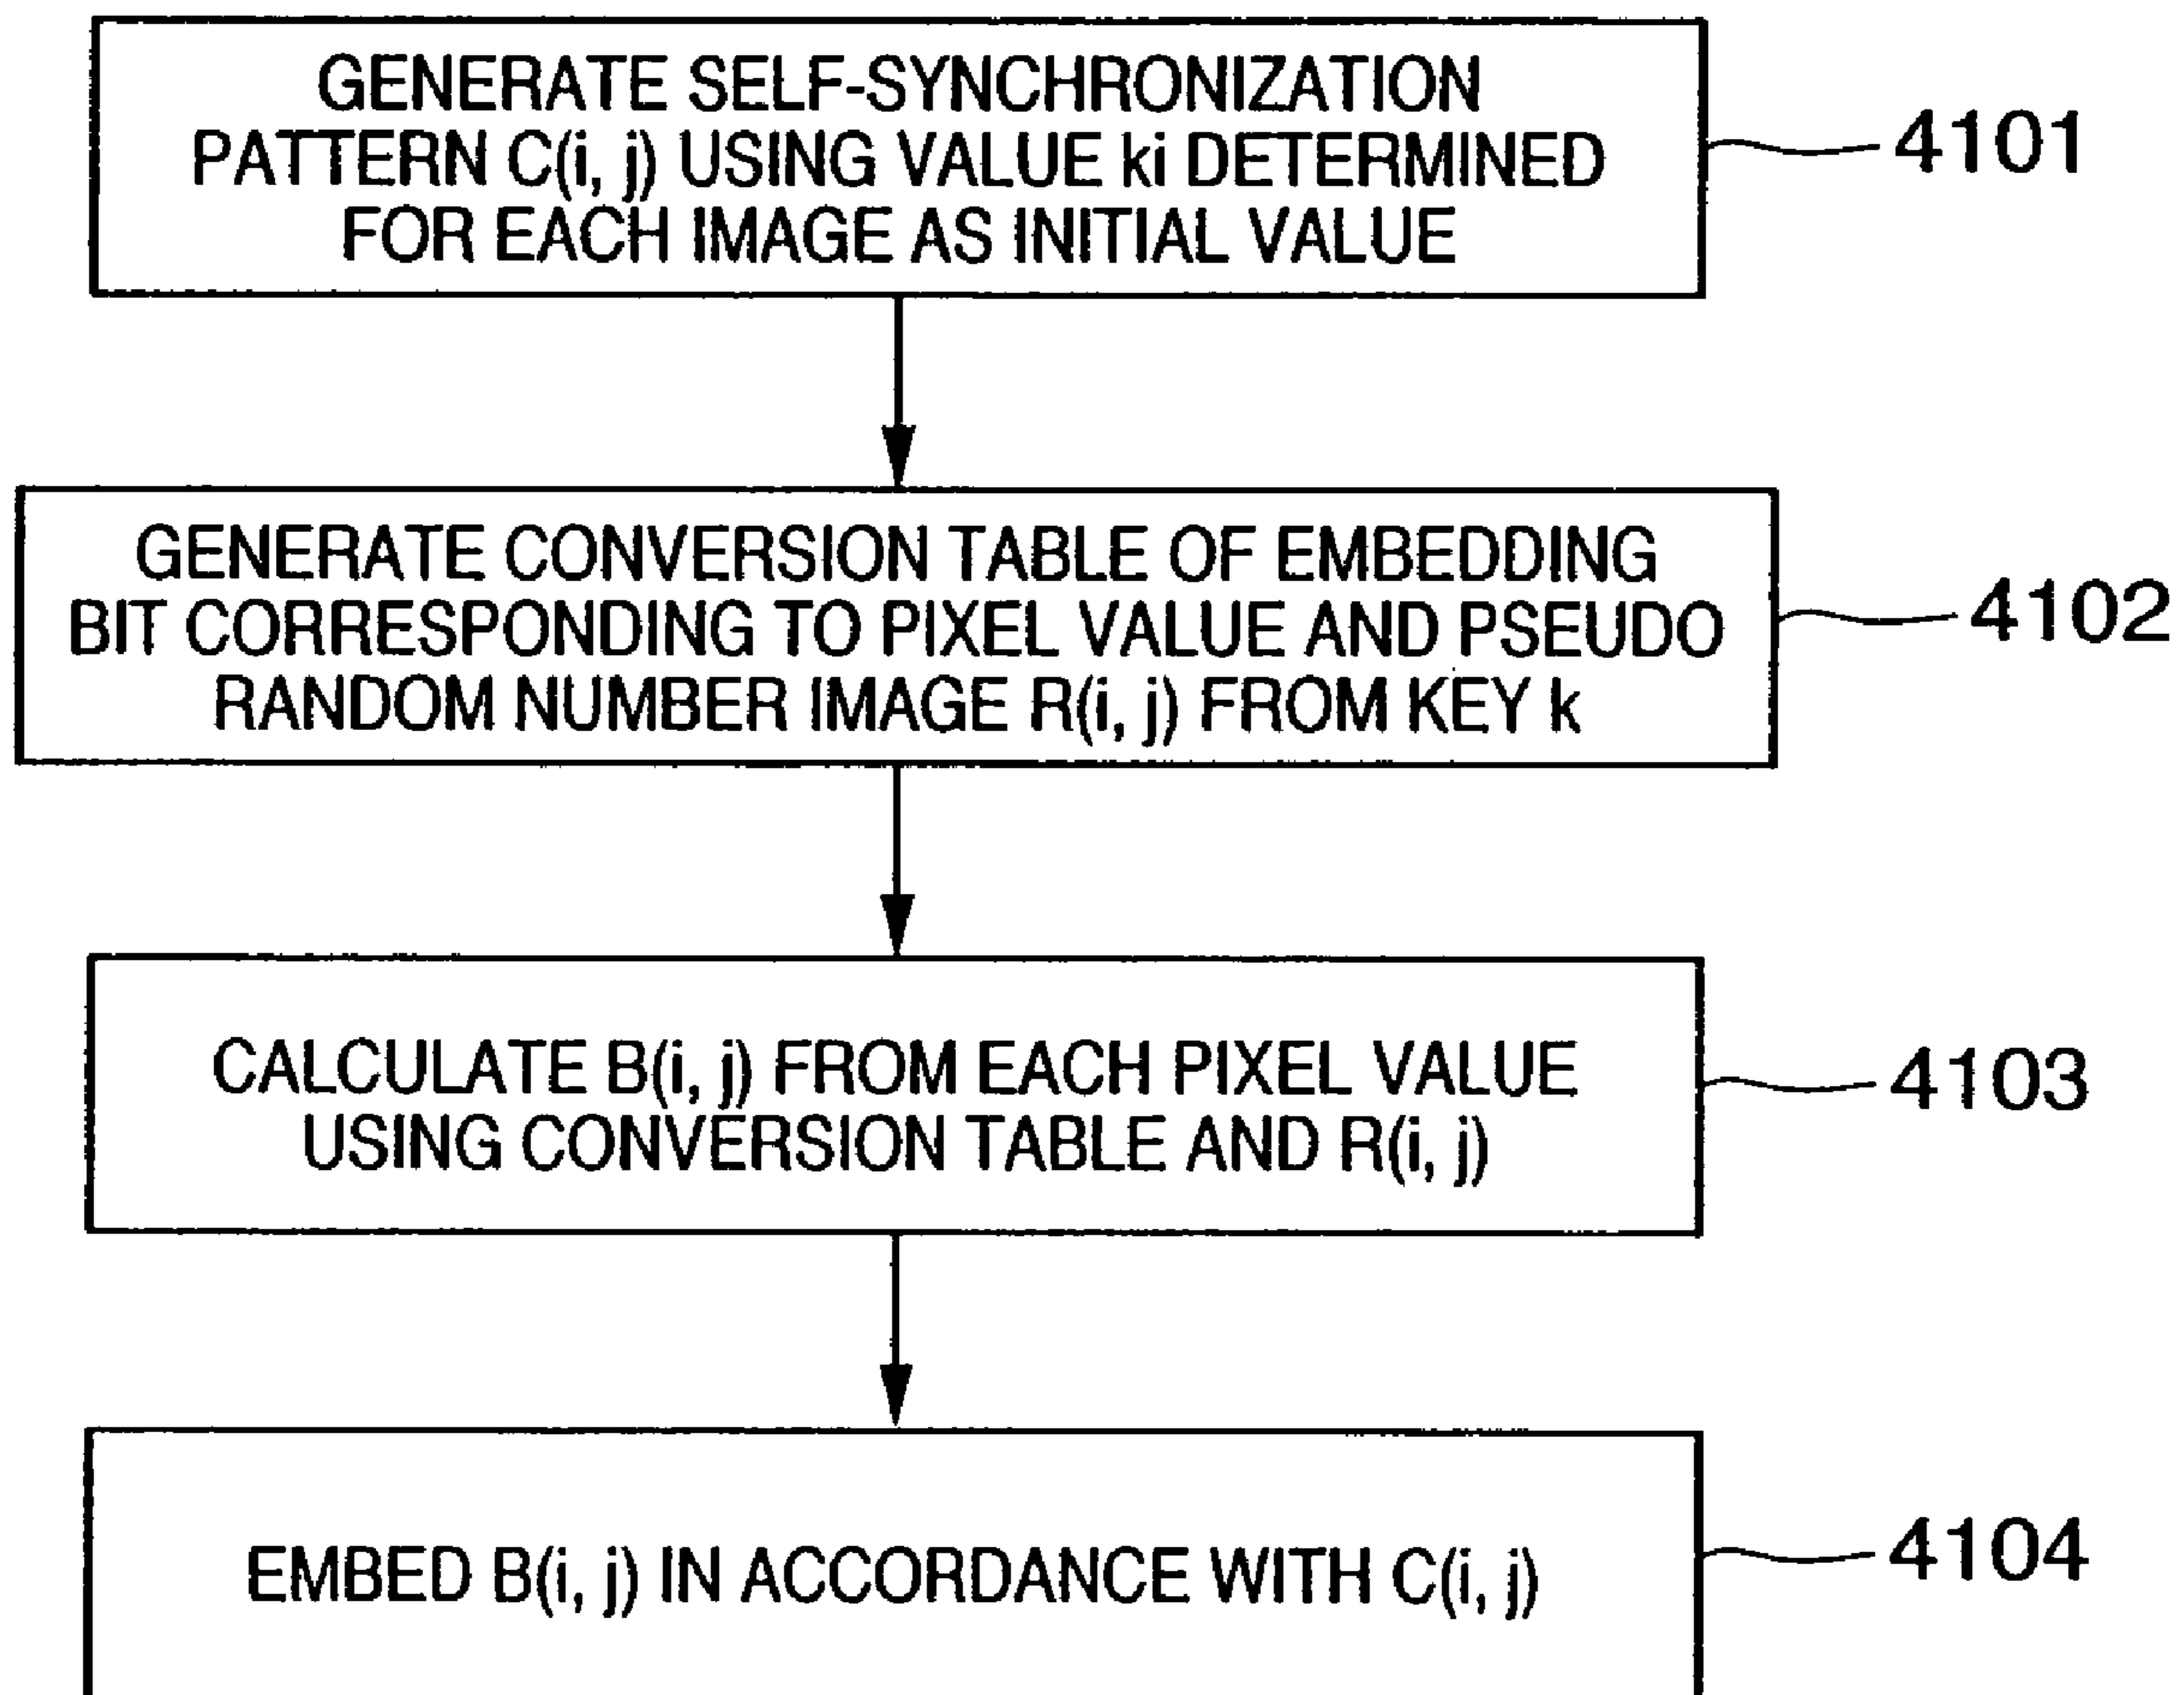 GENERATE SELF-SYNCHRONIZATION
PATTERN C(i, j) USING VALUE ki DETERMINED
FOR EACH IMAGE AS INITIAL VALUE
4101
GENERATE CONVERSION TABLE OF EMBEDDING
BIT CORRESPONDING TO PIXEL VALUE AND PSEUDO
RANDOM NUMBER IMAGE R(i, j) FROM KEY k
4102
CALCULATE B(i, j) FROM EACH PIXEL VALUE
USING CONVERSION TABLE AND R(i, j)
4103
EMBED B(i, j) IN ACCORDANCE WITH C(i, j)
4104